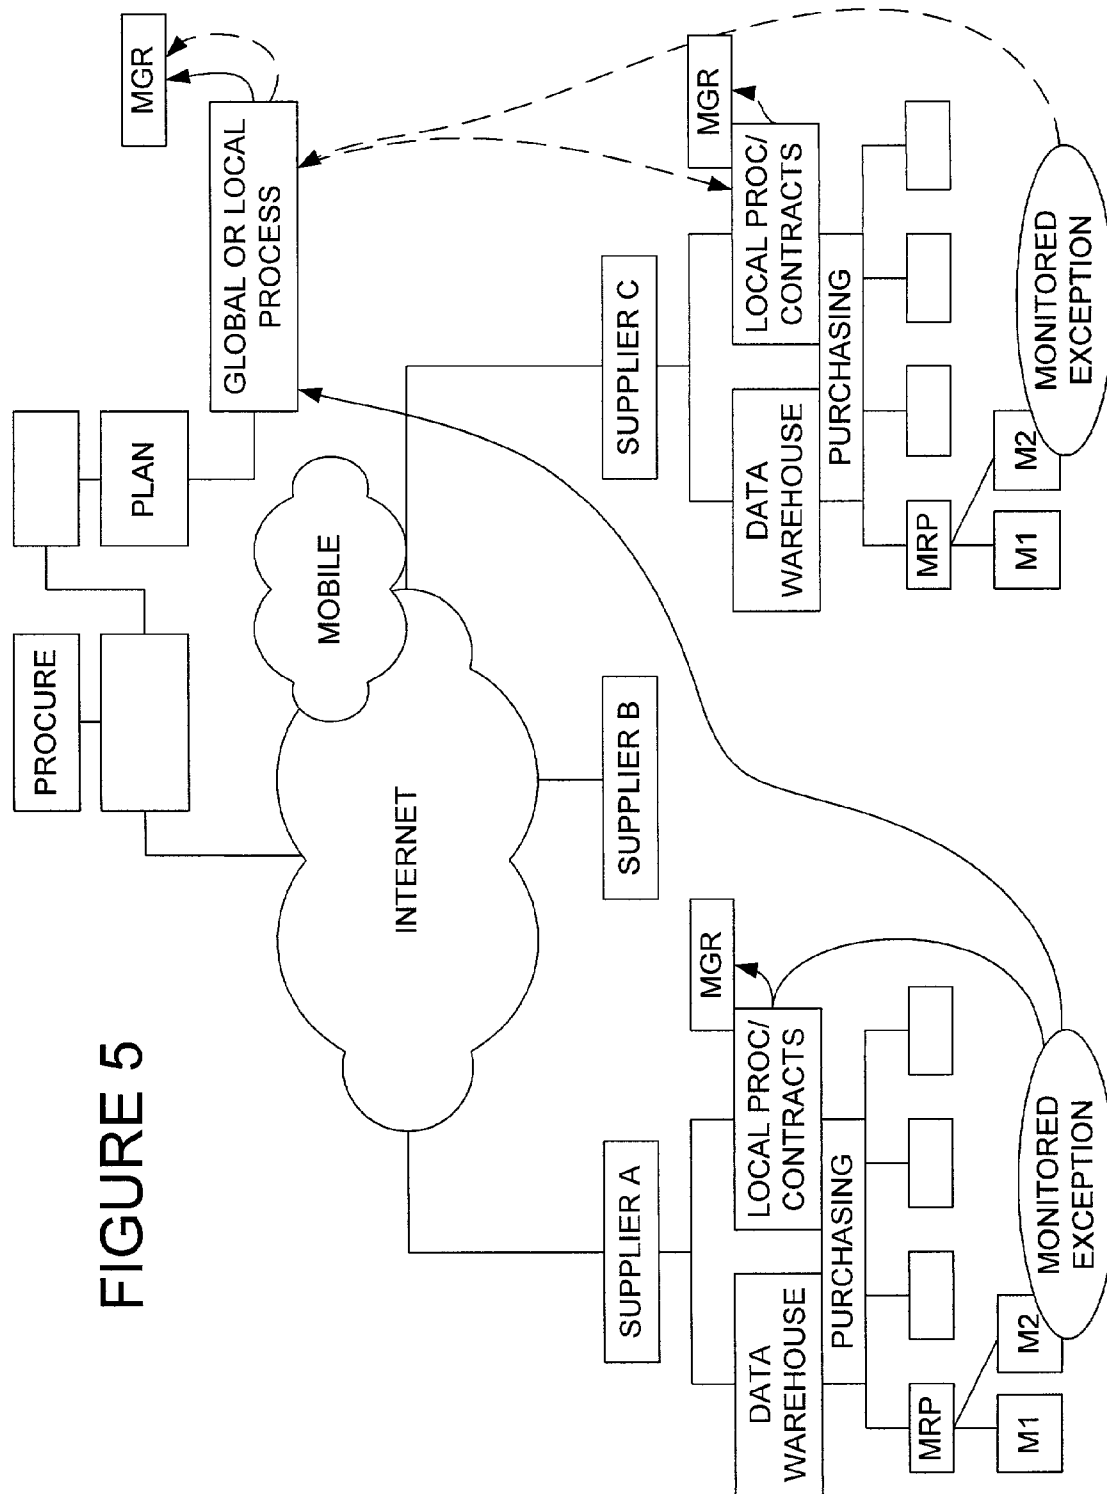 FIGURE 5
PROCURE
PLAN
MGR
GLOBAL OR LOCAL
PROCESS
INTERNET
MOBILE
SUPPLIER A
SUPPLIER B
SUPPLIER C
DATA
WAREHOUSE
LOCAL PROC/
CONTRACTS
MGR
PURCHASING
MRP
M1
M2
MONITORED
EXCEPTION
DATA
WAREHOUSE
LOCAL PROC/
CONTRACTS
MGR
PURCHASING
MRP
M1
M2
MONITORED
EXCEPTION